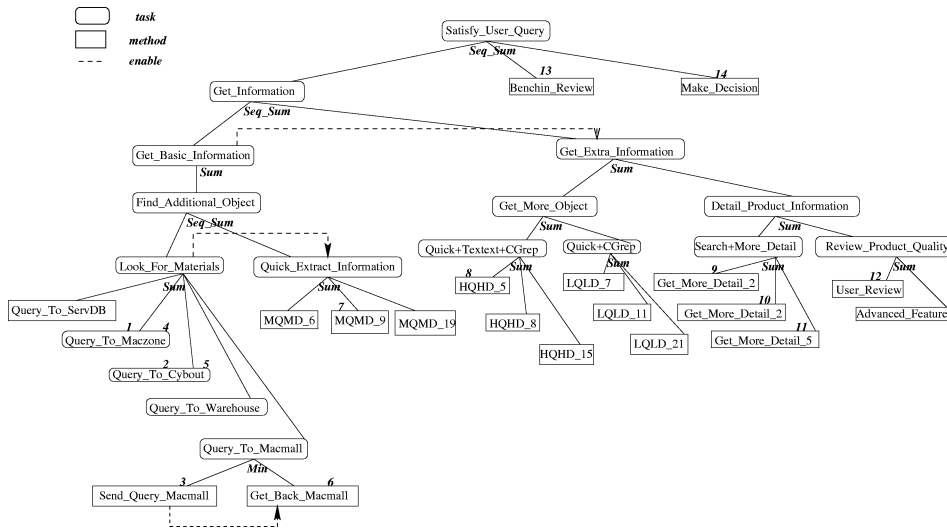 task
method
enable
Satisfy_User_Query
Seq_Sum
13
14
Get_Information
Benchin_Review
Make_Decision
Seq_Sum
Get_Basic_Information
Get_Extra_Information
Sum
Sum
Find_Additional_Object
Get_More_Object
Detail_Product_Information
Seq_Sum
Sum
Sum
Quick+Textext+CGrep
Quick+CGrep
Search+More_Detail
Review_Product_Quality
Look_For_Materials
Quick_Extract_Information
Sum
Sum
Sum
Sum
Sum
Sum
8
9
12
HQHD_5
LQLD_7
Get_More_Detail_2
User_Review
Query_To_ServDB
7
10
MQMD_6
MQMD_9
MQMD_19
HQHD_8
LQLD_11
Get_More_Detail_2
Advanced_Feature
1
4
11
Query_To_Maczone
HQHD_15
LQLD_21
Get_More_Detail_5
2
5
Query_To_Cybout
Query_To_Warehouse
Query_To_Macmall
Min
3
6
Send_Query_Macmall
Get_Back_Macmall